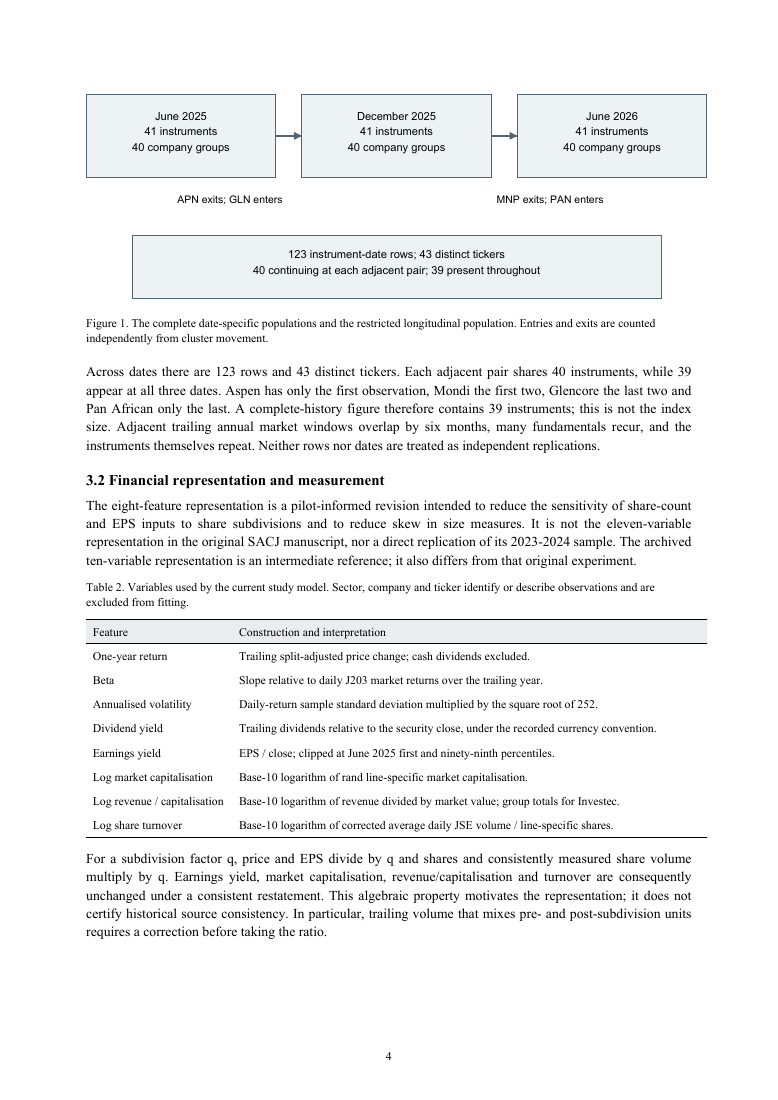 June 2025
41 instruments
40 company groups
December 2025
41 instruments
40 company groups
June 2026
41 instruments
40 company groups
APN exits; GLN enters
MNP exits; PAN enters
123 instrument-date rows; 43 distinct tickers
40 continuing at each adjacent pair; 39 present throughout
Figure 1. The complete date-specific populations and the restricted longitudinal population. Entries and exits are counted
independently from cluster movement.
Across dates there are 123 rows and 43 distinct tickers. Each adjacent pair shares 40 instruments, while 39
appear at all three dates. Aspen has only the first observation, Mondi the first two, Glencore the last two and
Pan African only the last. A complete-history figure therefore contains 39 instruments; this is not the index
size. Adjacent trailing annual market windows overlap by six months, many fundamentals recur, and the
instruments themselves repeat. Neither rows nor dates are treated as independent replications.
3.2 Financial representation and measurement
The eight-feature representation is a pilot-informed revision intended to reduce the sensitivity of share-count
and EPS inputs to share subdivisions and to reduce skew in size measures. It is not the eleven-variable
representation in the original SACJ manuscript, nor a direct replication of its 2023-2024 sample. The archived
ten-variable representation is an intermediate reference; it also differs from that original experiment.
Table 2. Variables used by the current study model. Sector, company and ticker identify or describe observations and are
excluded from fitting.
Feature Construction and interpretation
One-year return Trailing split-adjusted price change; cash dividends excluded.
Beta Slope relative to daily J203 market returns over the trailing year.
Annualised volatility Daily-return sample standard deviation multiplied by the square root of 252.
Dividend yield Trailing dividends relative to the security close, under the recorded currency convention.
Earnings yield EPS / close; clipped at June 2025 first and ninety-ninth percentiles.
Log market capitalisation Base-10 logarithm of rand line-specific market capitalisation.
Log revenue / capitalisation Base-10 logarithm of revenue divided by market value; group totals for Investec.
Log share turnover Base-10 logarithm of corrected average daily JSE volume / line-specific shares.
For a subdivision factor q, price and EPS divide by q and shares and consistently measured share volume
multiply by q. Earnings yield, market capitalisation, revenue/capitalisation and turnover are consequently
unchanged under a consistent restatement. This algebraic property motivates the representation; it does not
certify historical source consistency. In particular, trailing volume that mixes pre- and post-subdivision units
requires a correction before taking the ratio.
4